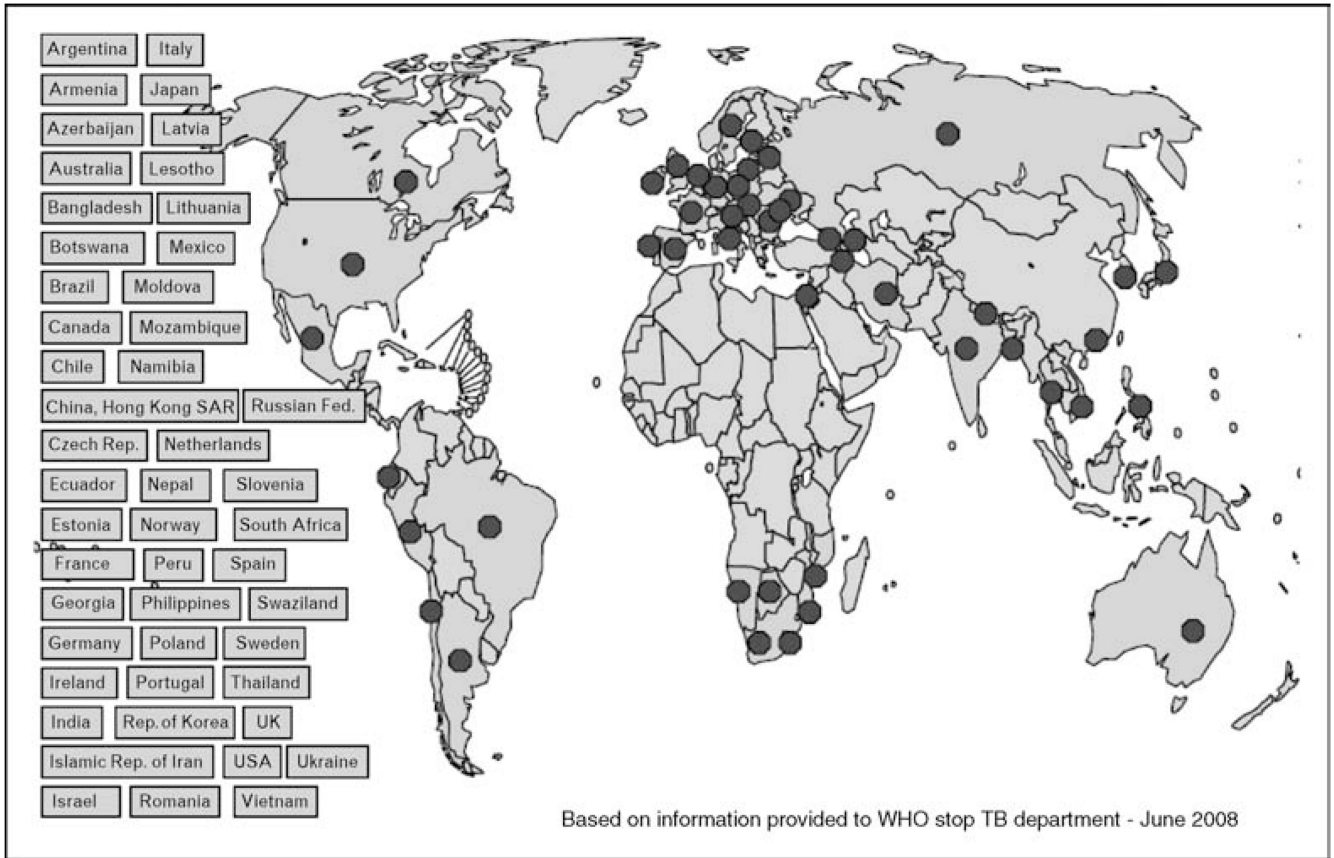 Argentina Italy
Armenia Japan
Azerbaijan Latvia
Australia Lesotho
Bangladesh Lithuania
Botswana Mexico
Brazil Moldova
Canada Mozambique
Chile Namibia
China, Hong Kong SAR Russian Fed.
Czech Rep. Netherlands
Ecuador Nepal Slovenia
Estonia Norway South Africa
France Peru Spain
Georgia Philippines Swaziland
Germany Poland Sweden
Ireland Portugal Thailand
India Rep. of Korea UK
Islamic Rep. of Iran USA Ukraine
Israel Romania Vietnam
Based on information provided to WHO stop TB department - June 2008